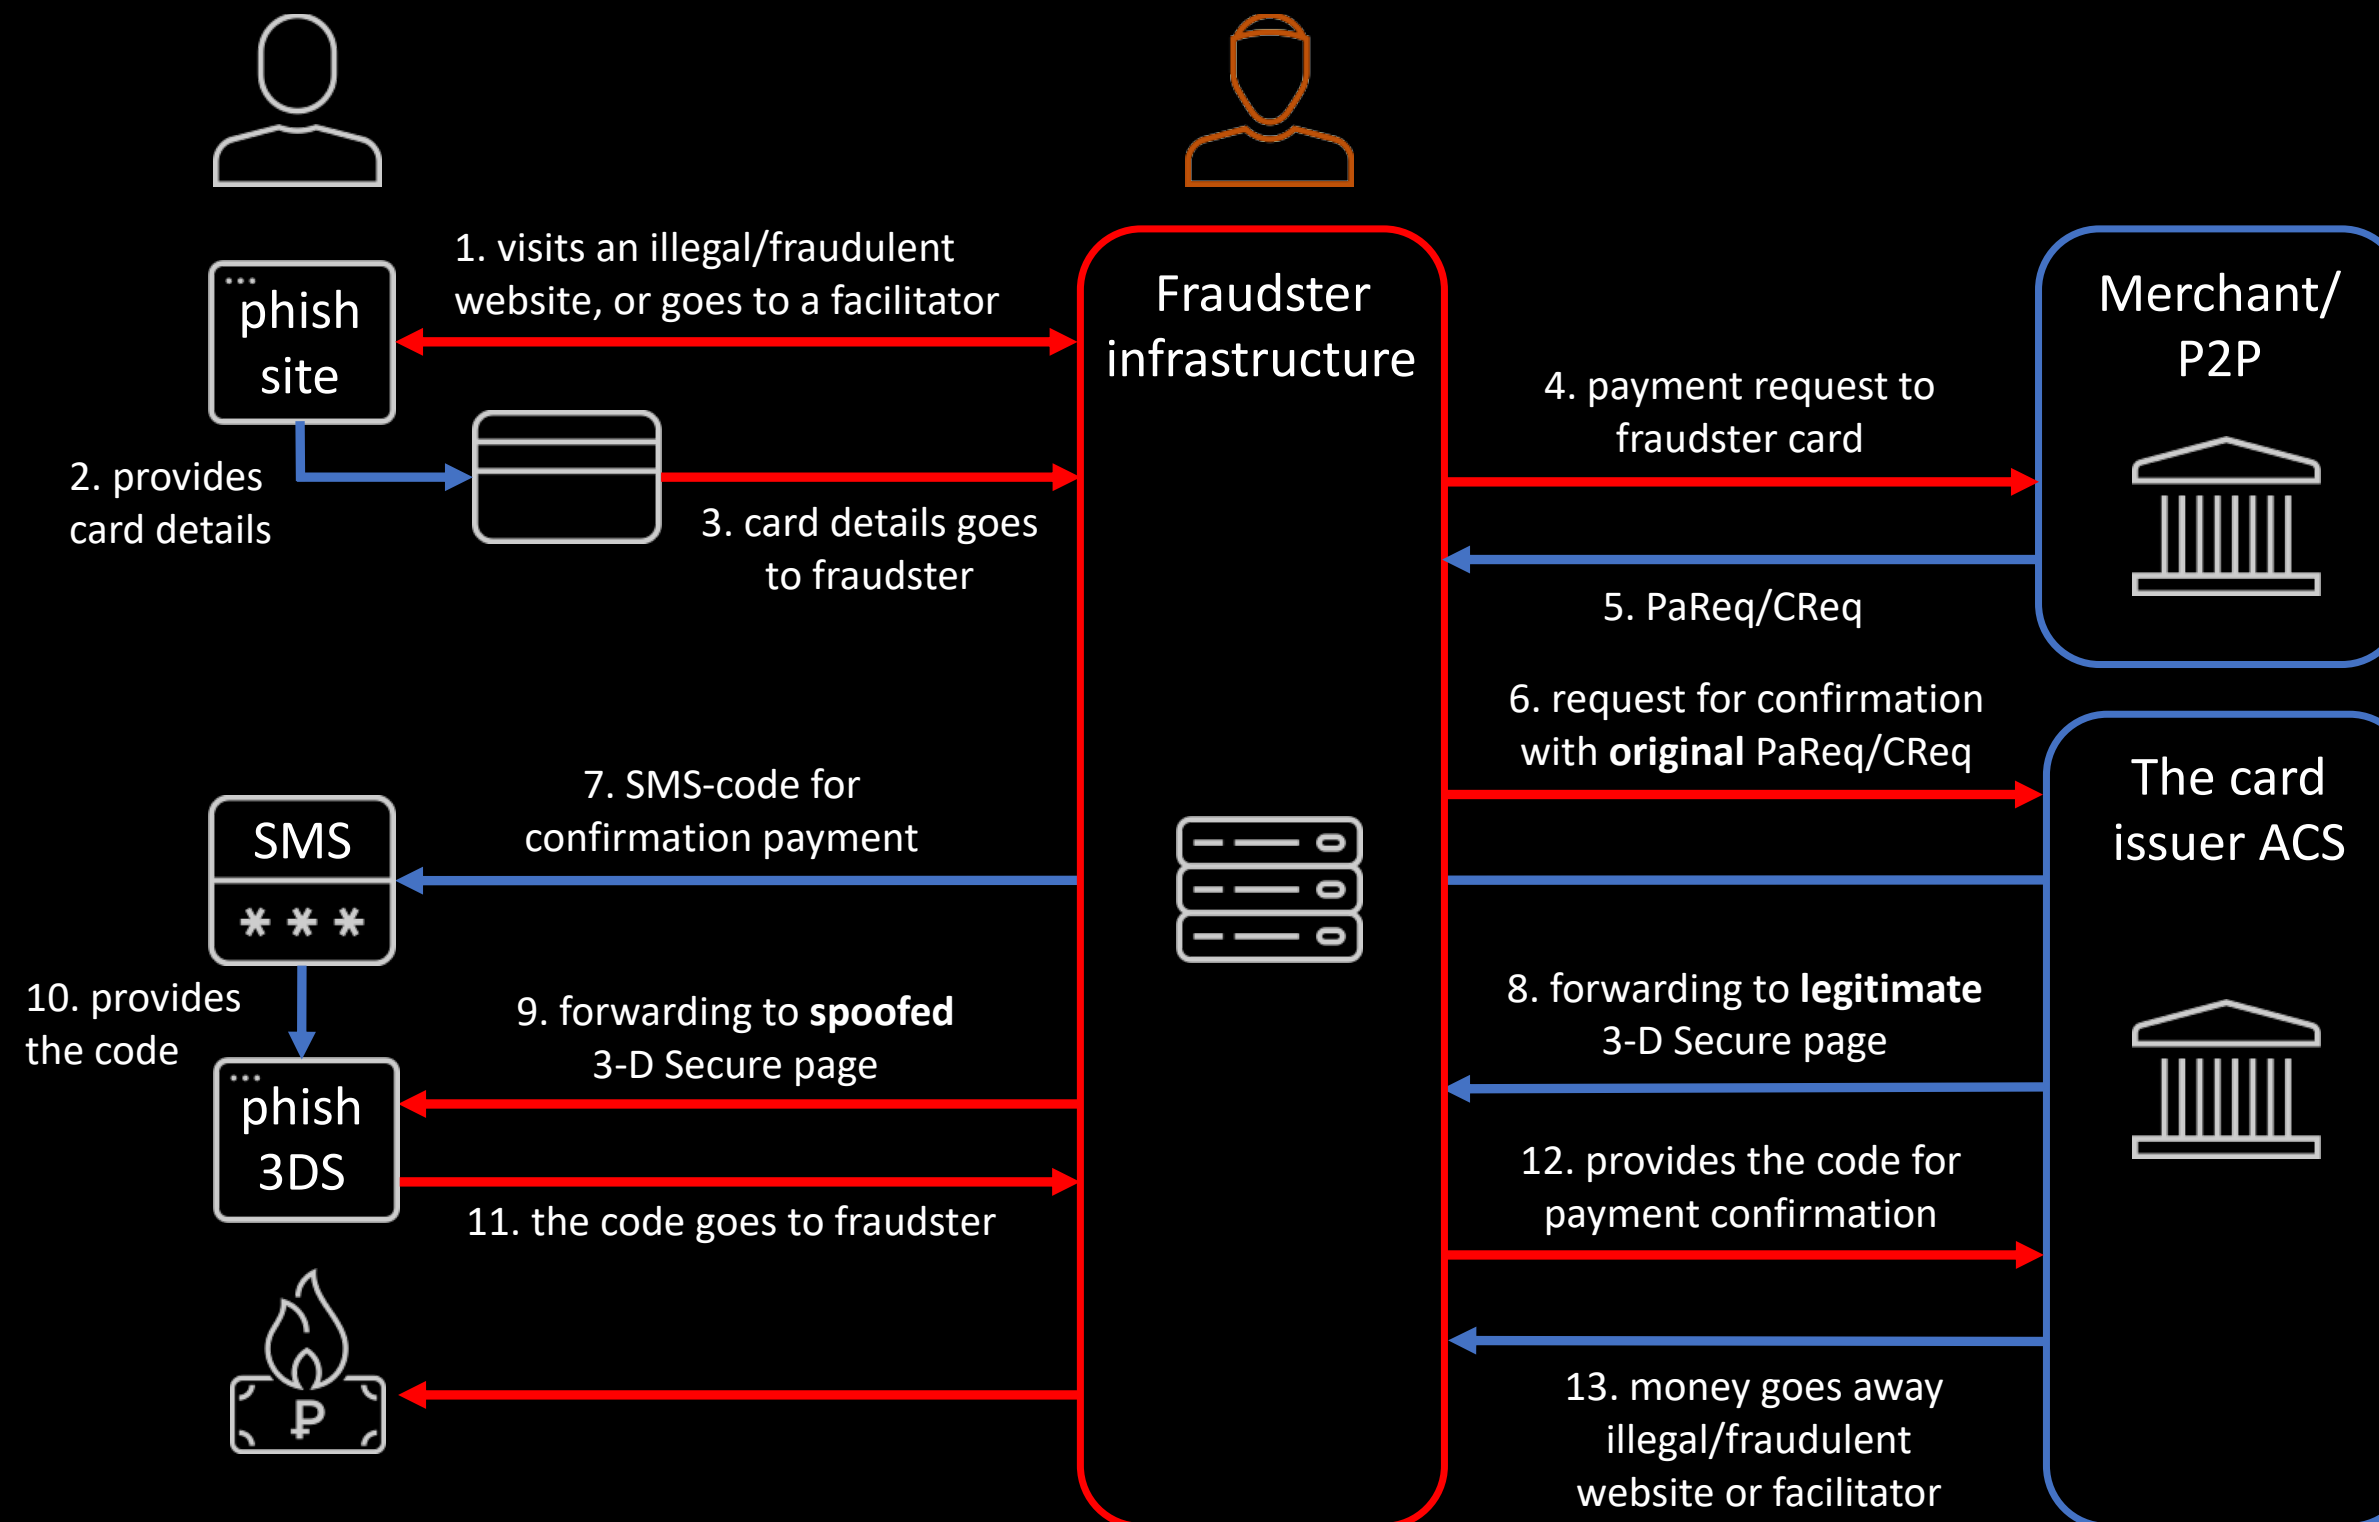 1. visits an illegal/fraudulent
website, or goes to a facilitator
phish
site
2. provides
card details
3. card details goes
to fraudster
Fraudster
infrastructure
4. payment request to
fraudster card
Merchant/
P2P
5. PaReq/CReq
6. request for confirmation
with original PaReq/CReq
The card
issuer ACS
7. SMS-code for
confirmation payment
SMS
* * *
8. forwarding to legitimate
3-D Secure page
9. forwarding to spoofed
3-D Secure page
10. provides
the code
phish
3DS
11. the code goes to fraudster
12. provides the code for
payment confirmation
13. money goes away
illegal/fraudulent
website or facilitator
₽